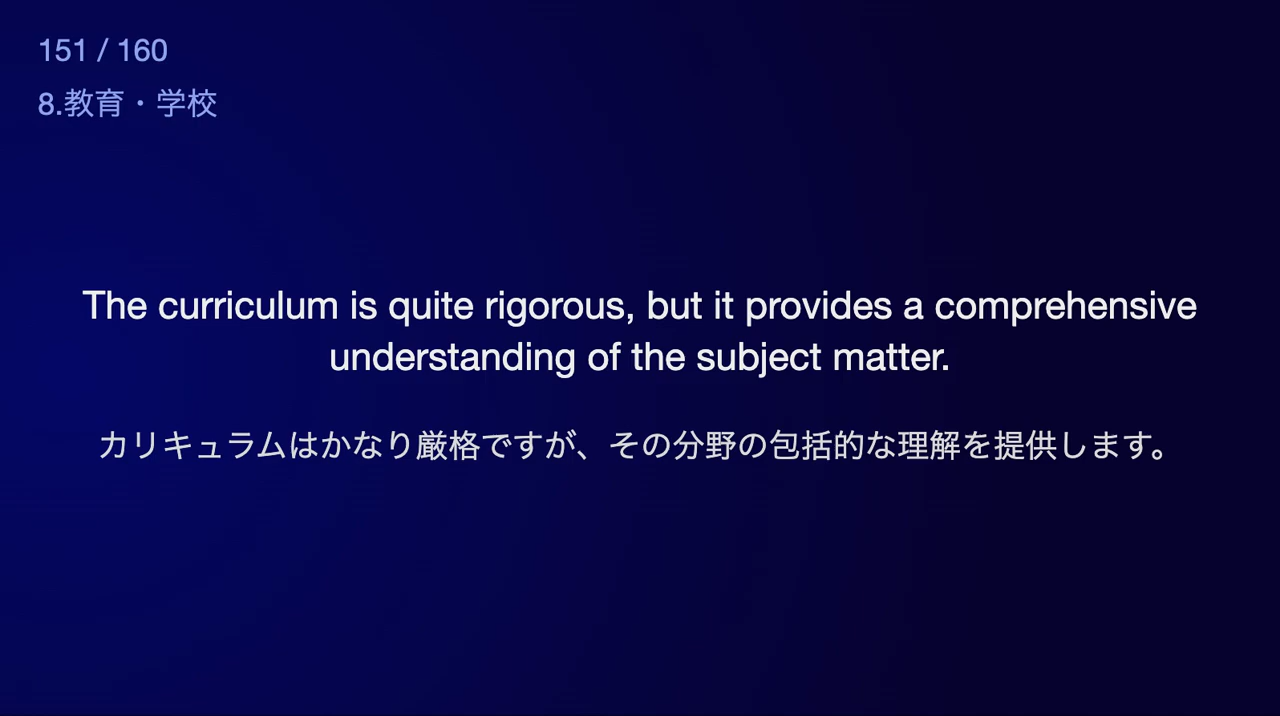 151 / 160
8.教育・学校
The curriculum is quite rigorous, but it provides a comprehensive
understanding of the subject matter.
カリキュラムはかなり厳格ですが、その分野の包括的な理解を提供します。